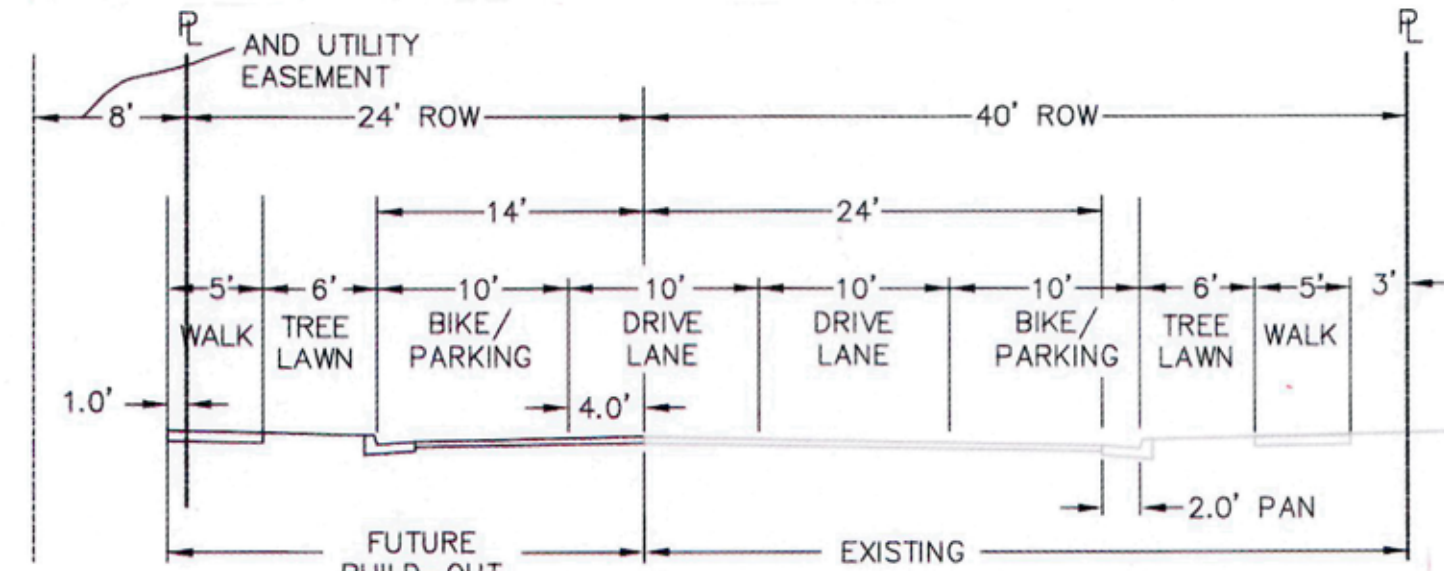 PL
PL
AND UTILITY
EASEMENT
8'
24' ROW
40' ROW
14'
24'
5'
6'
10'
10'
10'
10'
6'
5'
3'
WALK
TREE
LAWN
BIKE/
PARKING
DRIVE
LANE
DRIVE
LANE
BIKE/
PARKING
TREE
LAWN
WALK
1.0'
4.0'
2.0' PAN
FUTURE
BUILD-OUT
EXISTING